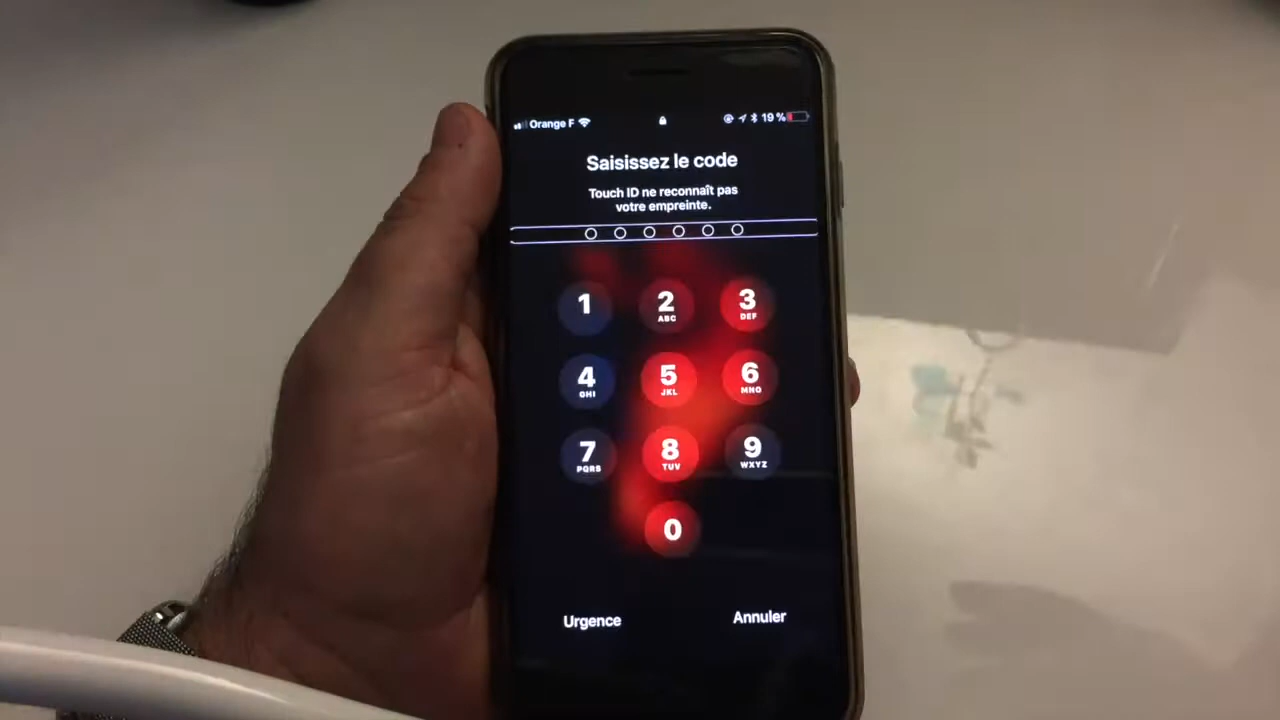 Orange F 19 %
Saisissez le code
Touch ID ne reconnaît pas
votre empreinte.
1 2 3
ABC DEF
4 5 6
GHI JKL MNO
7 8 9
PQRS TUV WXYZ
0
Urgence Annuler